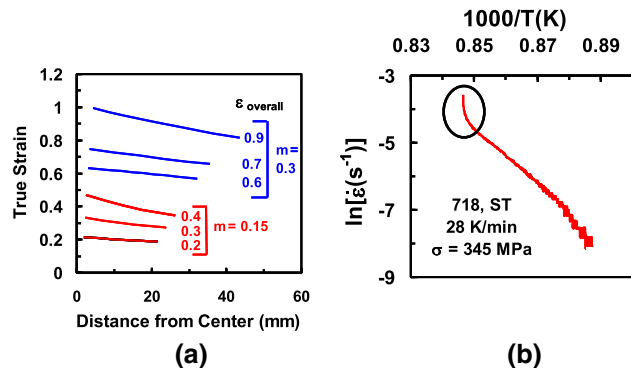 1.2
1
0.8
0.6
0.4
0.2
0
True Strain
0 20 40 60
Distance from Center (mm)
ε overall
0.9
0.7
0.6
m =
0.3
0.4
0.3
0.2
m = 0.15
(a)
1000/T(K)
0.83 0.85 0.87 0.89
-3
-5
-7
-9
ln[ε̇(s⁻¹)]
718, ST
28 K/min
σ = 345 MPa
(b)